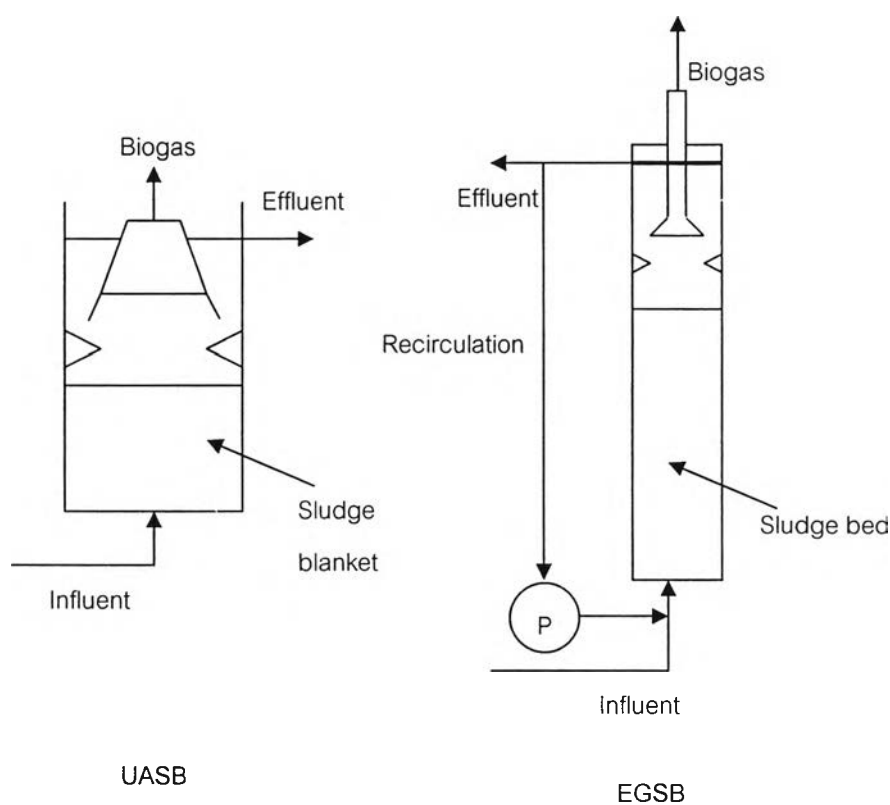 Biogas
Effluent
Sludge
blanket
Influent
UASB
Biogas
Effluent
Recirculation
Sludge bed
P
Influent
EGSB